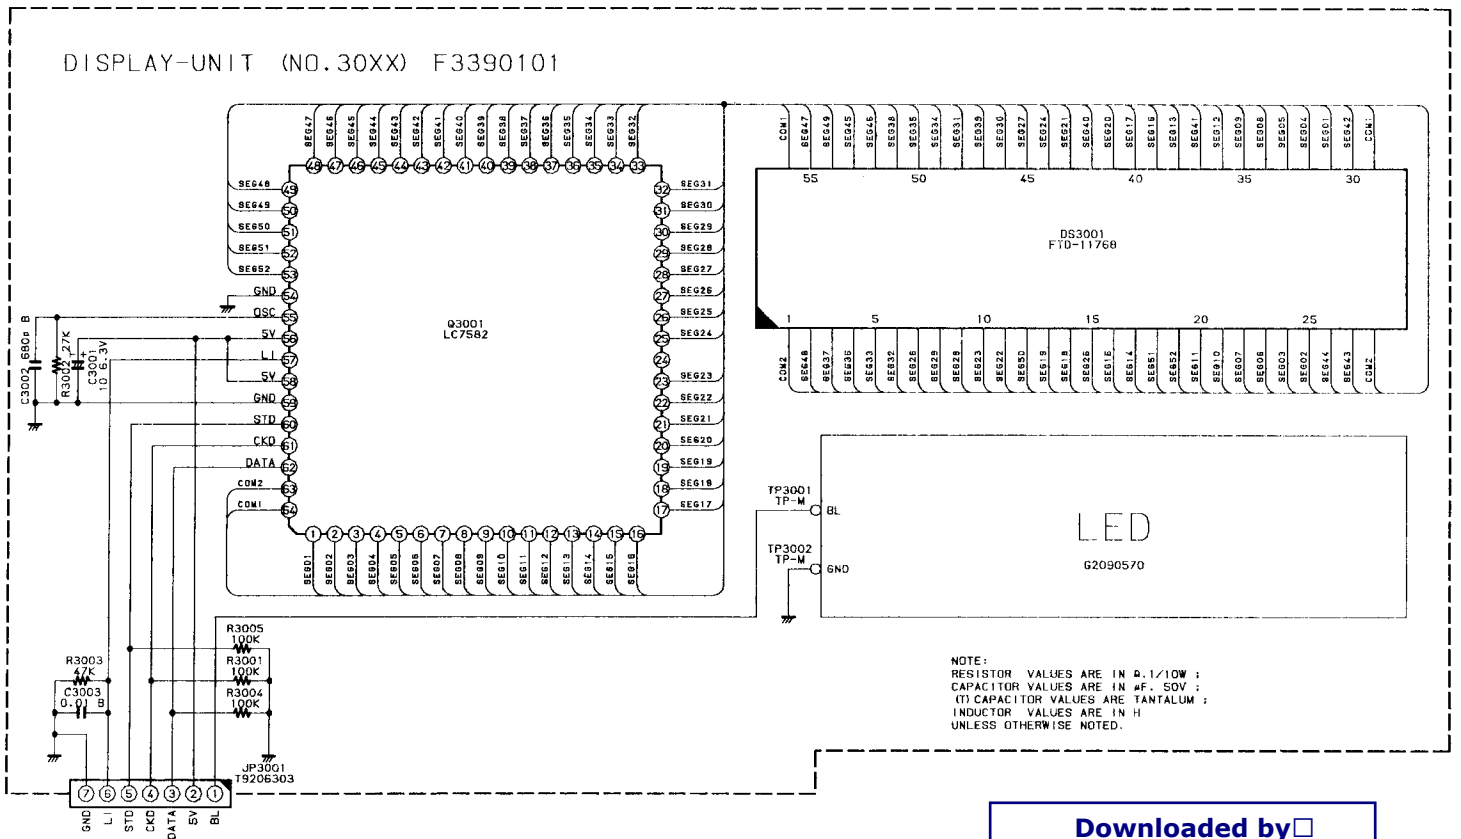 DISPLAY-UNIT (NO.30XX) F3390101
SEG47 SEG46 SEG45 SEG44 SEG43 SEG42 SEG41 SEG40 SEG39 SEG38 SEG37 SEG36 SEG35 SEG34 SEG33 SEG32
48 47 46 45 44 43 42 41 40 39 38 37 36 35 34 33
SEG48 49
SEG49 50
SEG50 51
SEG51 52
SEG52 53
GND 54
OSC 55
5V 56
LI 57
5V 58
GND 59
STD 60
CKD 61
DATA 62
COM2 63
COM1 64
Q3001
LC7582
32 SEG31
31 SEG30
30 SEG29
29 SEG28
28 SEG27
27 SEG26
26 SEG25
25 SEG24
24
23 SEG23
22 SEG22
21 SEG21
20 SEG20
19 SEG19
18 SEG18
17 SEG17
1 2 3 4 5 6 7 8 9 10 11 12 13 14 15 16
SEG01 SEG02 SEG03 SEG04 SEG05 SEG06 SEG07 SEG08 SEG09 SEG10 SEG11 SEG12 SEG13 SEG14 SEG15 SEG16
C3002 680p B
R3002 27K
C3001
10 6.3V
+
COM1 SEG47 SEG49 SEG45 SEG46 SEG38 SEG35 SEG34 SEG31 SEG39 SEG30 SEG27 SEG24 SEG21 SEG40 SEG20 SEG17 SEG16 SEG13 SEG41 SEG12 SEG09 SEG08 SEG05 SEG04 SEG01 SEG42 COM1
55 50 45 40 35 30
DS3001
FTD-11768
1 5 10 15 20 25
COM2 SEG48 SEG37 SEG36 SEG33 SEG32 SEG28 SEG29 SEG28 SEG23 SEG22 SEG50 SEG19 SEG18 SEG26 SEG15 SEG14 SEG51 SEG52 SEG11 SEG10 SEG07 SEG06 SEG03 SEG02 SEG44 SEG43 COM2
TP3001
TP-M
BL
TP3002
TP-M
GND
LED
G2090570
R3005
100K
R3001
100K
R3004
100K
R3003
47K
C3003
0.01 B
JP3001
T9206303
7 6 5 4 3 2 1
GND LI STD CKD DATA 5V BL
NOTE:
RESISTOR VALUES ARE IN Ω.1/10W ;
CAPACITOR VALUES ARE IN µF. 50V ;
(T) CAPACITOR VALUES ARE TANTALUM ;
INDUCTOR VALUES ARE IN H
UNLESS OTHERWISE NOTED.
Downloaded by□